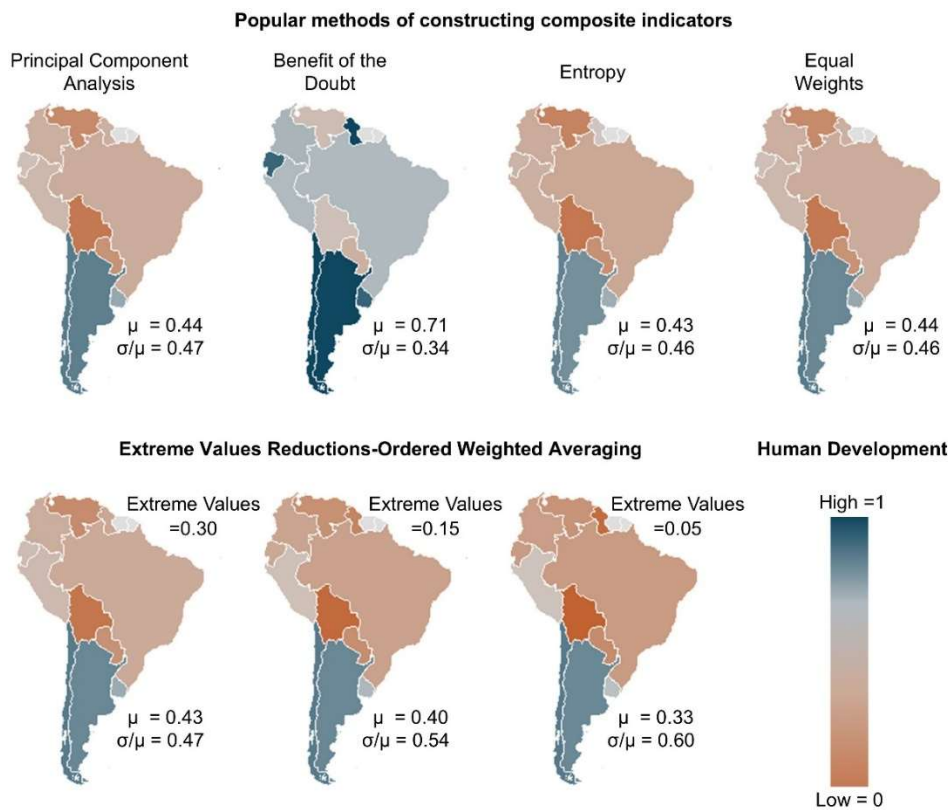 Popular methods of constructing composite indicators
Principal Component
Analysis
Benefit of the
Doubt
Entropy
Equal
Weights
μ = 0.44
σ/μ = 0.47
μ = 0.71
σ/μ = 0.34
μ = 0.43
σ/μ = 0.46
μ = 0.44
σ/μ = 0.46
Extreme Values Reductions-Ordered Weighted Averaging
Human Development
Extreme Values
=0.30
Extreme Values
=0.15
Extreme Values
=0.05
High =1
μ = 0.43
σ/μ = 0.47
μ = 0.40
σ/μ = 0.54
μ = 0.33
σ/μ = 0.60
Low = 0